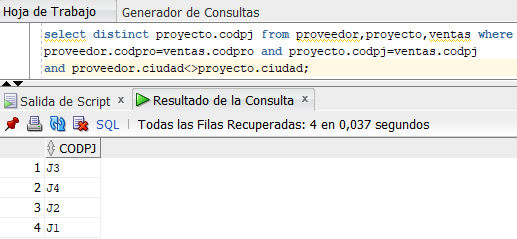 Hoja de Trabajo Generador de Consultas
select distinct proyecto.codpj from proveedor,proyecto,ventas where
proveedor.codpro=ventas.codpro and proyecto.codpj=ventas.codpj
and proveedor.ciudad<>proyecto.ciudad;
Salida de Script x Resultado de la Consulta x
SQL | Todas las Filas Recuperadas: 4 en 0,037 segundos
CODPJ
1 J3
2 J4
3 J2
4 J1